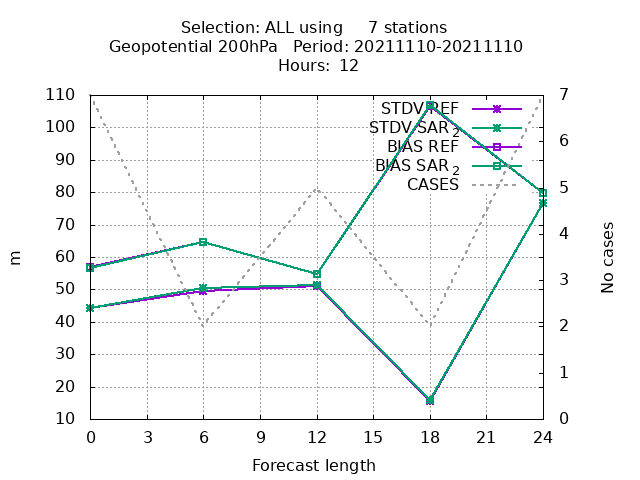 Selection: ALL using     7 stations
Geopotential 200hPa   Period: 20211110-20211110
Hours:  12
110
100
90
80
70
60
50
40
30
20
10
m
7
6
5
4
3
2
1
0
No cases
STDV REF
STDV SAR 2
BIAS REF
BIAS SAR 2
CASES
0 3 6 9 12 15 18 21 24
Forecast length